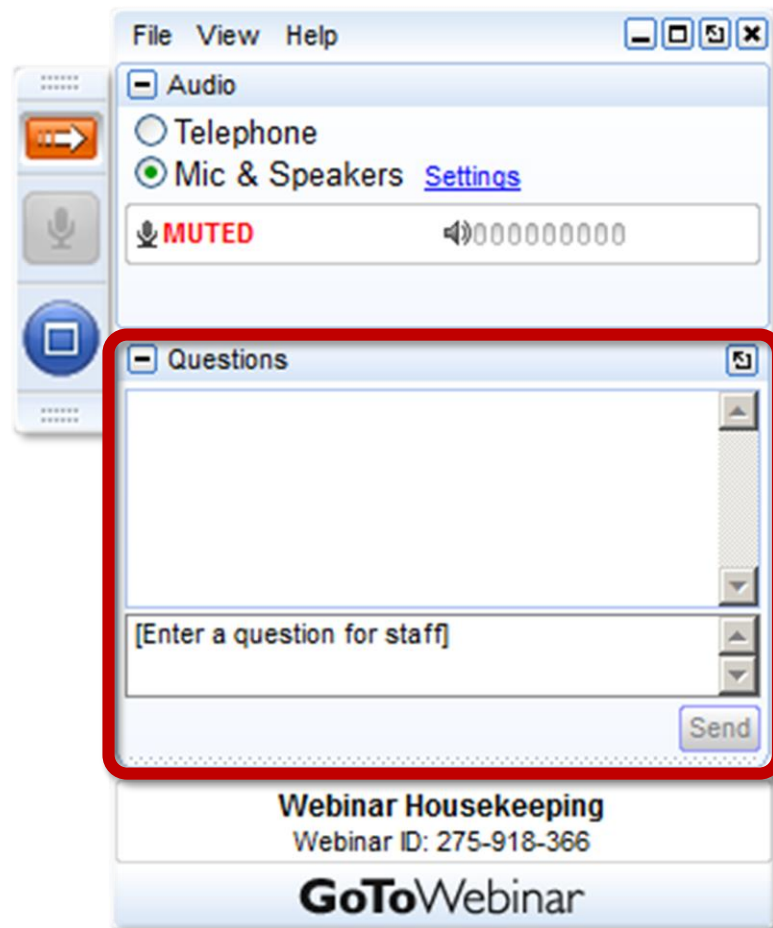 File View Help
Audio
Telephone
Mic & Speakers Settings
MUTED 000000000
Questions
[Enter a question for staff]
Send
Webinar Housekeeping
Webinar ID: 275-918-366
GoToWebinar